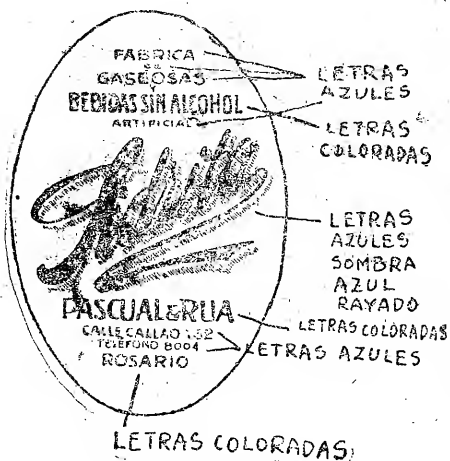 FABRICA
DE
GASEOSAS
Y
BEBIDAS SIN ALCOHOL
ARTIFICIAL
PASCUAL & RUA
CALLE CALLAO 132
TELEFONO 8004
ROSARIO
LETRAS
AZULES
LETRAS
COLORADAS
LETRAS
AZULES
SOMBRA
AZUL
RAYADO
LETRAS COLORADAS
LETRAS AZULES
LETRAS COLORADAS